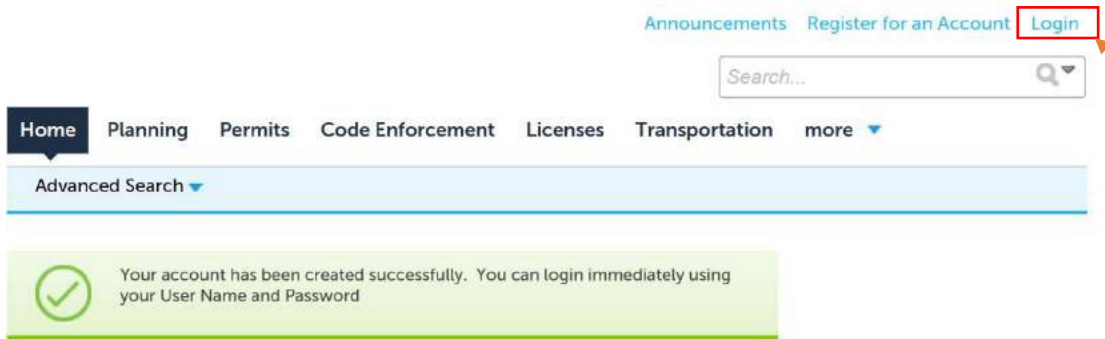 Announcements Register for an Account Login
Search...
Home Planning Permits Code Enforcement Licenses Transportation more
Advanced Search
Your account has been created successfully. You can login immediately using
your User Name and Password